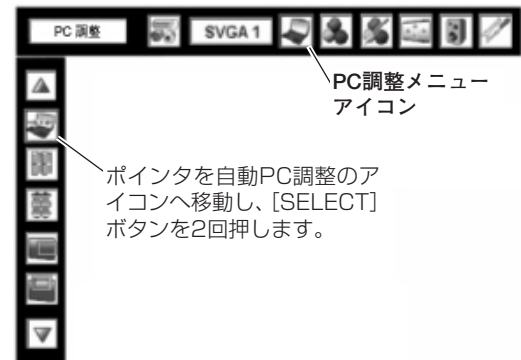 PC 調整
SVGA 1
PC調整メニュー
アイコン
ポインタを自動PC調整のア
イコンへ移動し、[SELECT]
ボタンを2回押します。